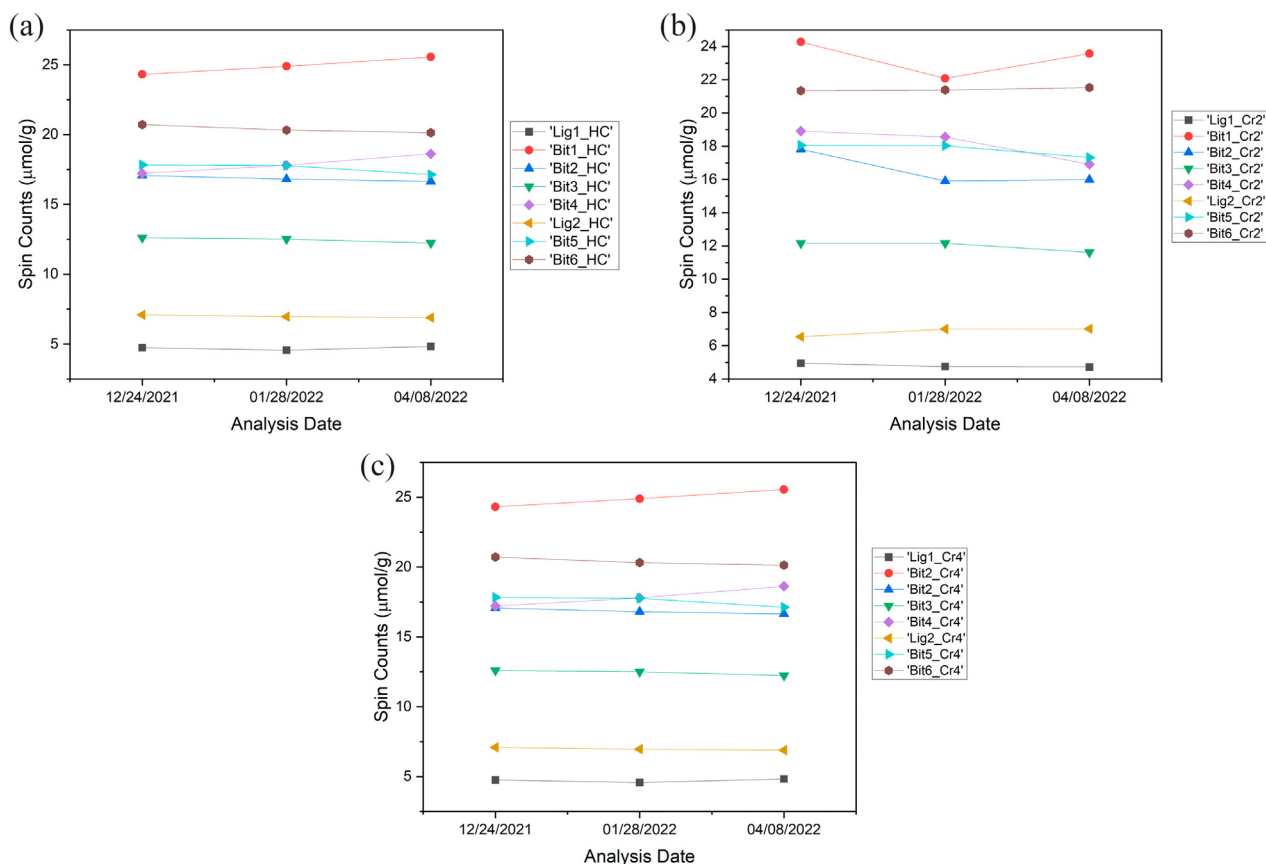 (a)
25
20
15
10
5
Spin Counts (μmol/g)
12/24/2021 01/28/2022 04/08/2022
Analysis Date
'Lig1_HC'
'Bit1_HC'
'Bit2_HC'
'Bit3_HC'
'Bit4_HC'
'Lig2_HC'
'Bit5_HC'
'Bit6_HC'
(b)
24
22
20
18
16
14
12
10
8
6
4
Spin Counts (μmol/g)
12/24/2021 01/28/2022 04/08/2022
Analysis Date
'Lig1_Cr2'
'Bit1_Cr2'
'Bit2_Cr2'
'Bit3_Cr2'
'Bit4_Cr2'
'Lig2_Cr2'
'Bit5_Cr2'
'Bit6_Cr2'
(c)
25
20
15
10
5
Spin Counts (μmol/g)
12/24/2021 01/28/2022 04/08/2022
Analysis Date
'Lig1_Cr4'
'Bit2_Cr4'
'Bit2_Cr4'
'Bit3_Cr4'
'Bit4_Cr4'
'Lig2_Cr4'
'Bit5_Cr4'
'Bit6_Cr4'